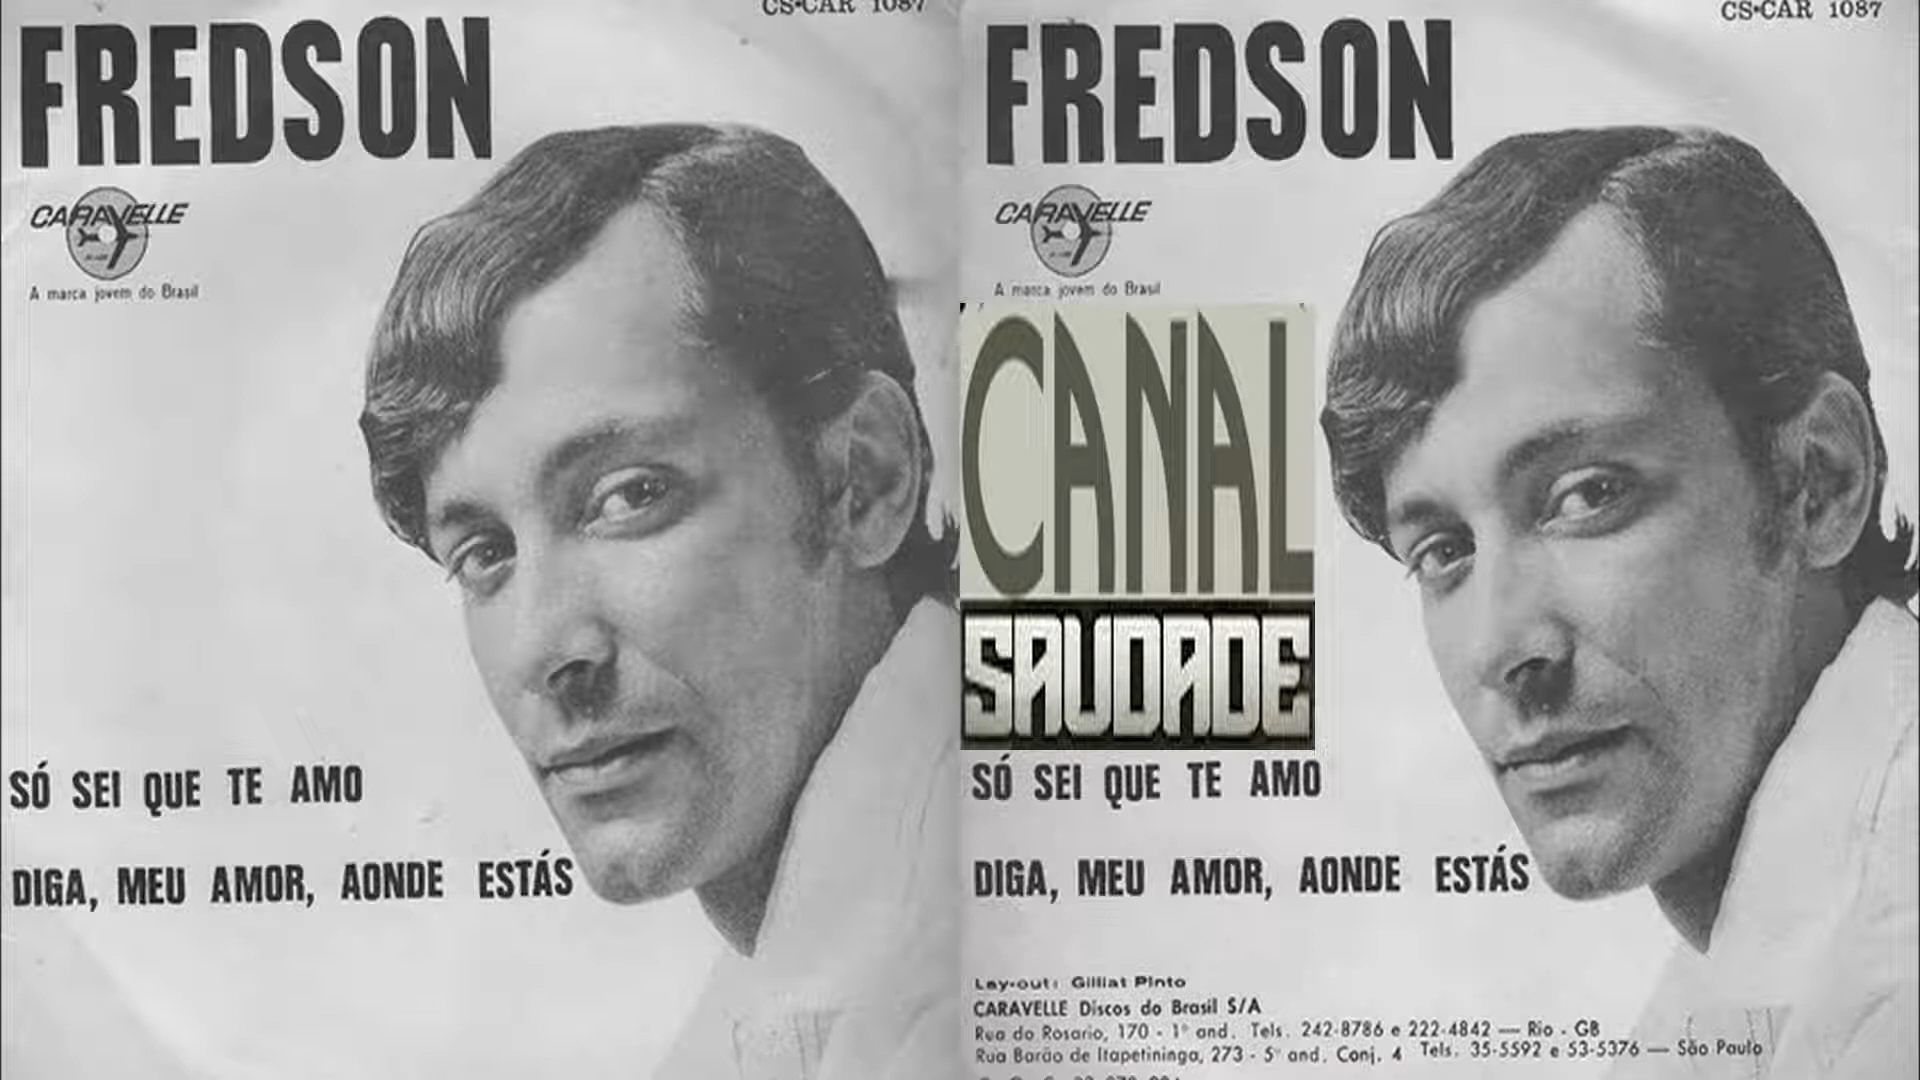 CS-CAR 1087
FREDSON
CARAVELLE
A marca jovem do Brasil
SÓ SEI QUE TE AMO
DIGA, MEU AMOR, AONDE ESTÁS
CS-CAR 1087
FREDSON
CARAVELLE
A marca jovem do Brasil
CANAL
SAUDADE
SÓ SEI QUE TE AMO
DIGA, MEU AMOR, AONDE ESTÁS
Lay-out: Gilliat Pinto
CARAVELLE Discos do Brasil S/A
Rua do Rosario, 170 - 1° and. Tels. 242-8786 e 222-4842 — Rio - GB
Rua Barão de Itapetininga, 273 - 5° and. Conj. 4 Tels. 35-5592 e 53-5376 — São Paulo